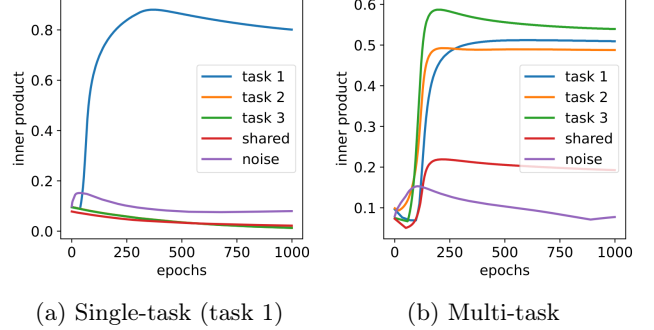 0.8
0.6
0.4
0.2
0.0
inner product
0
250
500
750
1000
epochs
task 1
task 2
task 3
shared
noise
(a) Single-task (task 1)
0.6
0.5
0.4
0.3
0.2
0.1
inner product
0
250
500
750
1000
epochs
task 1
task 2
task 3
shared
noise
(b) Multi-task